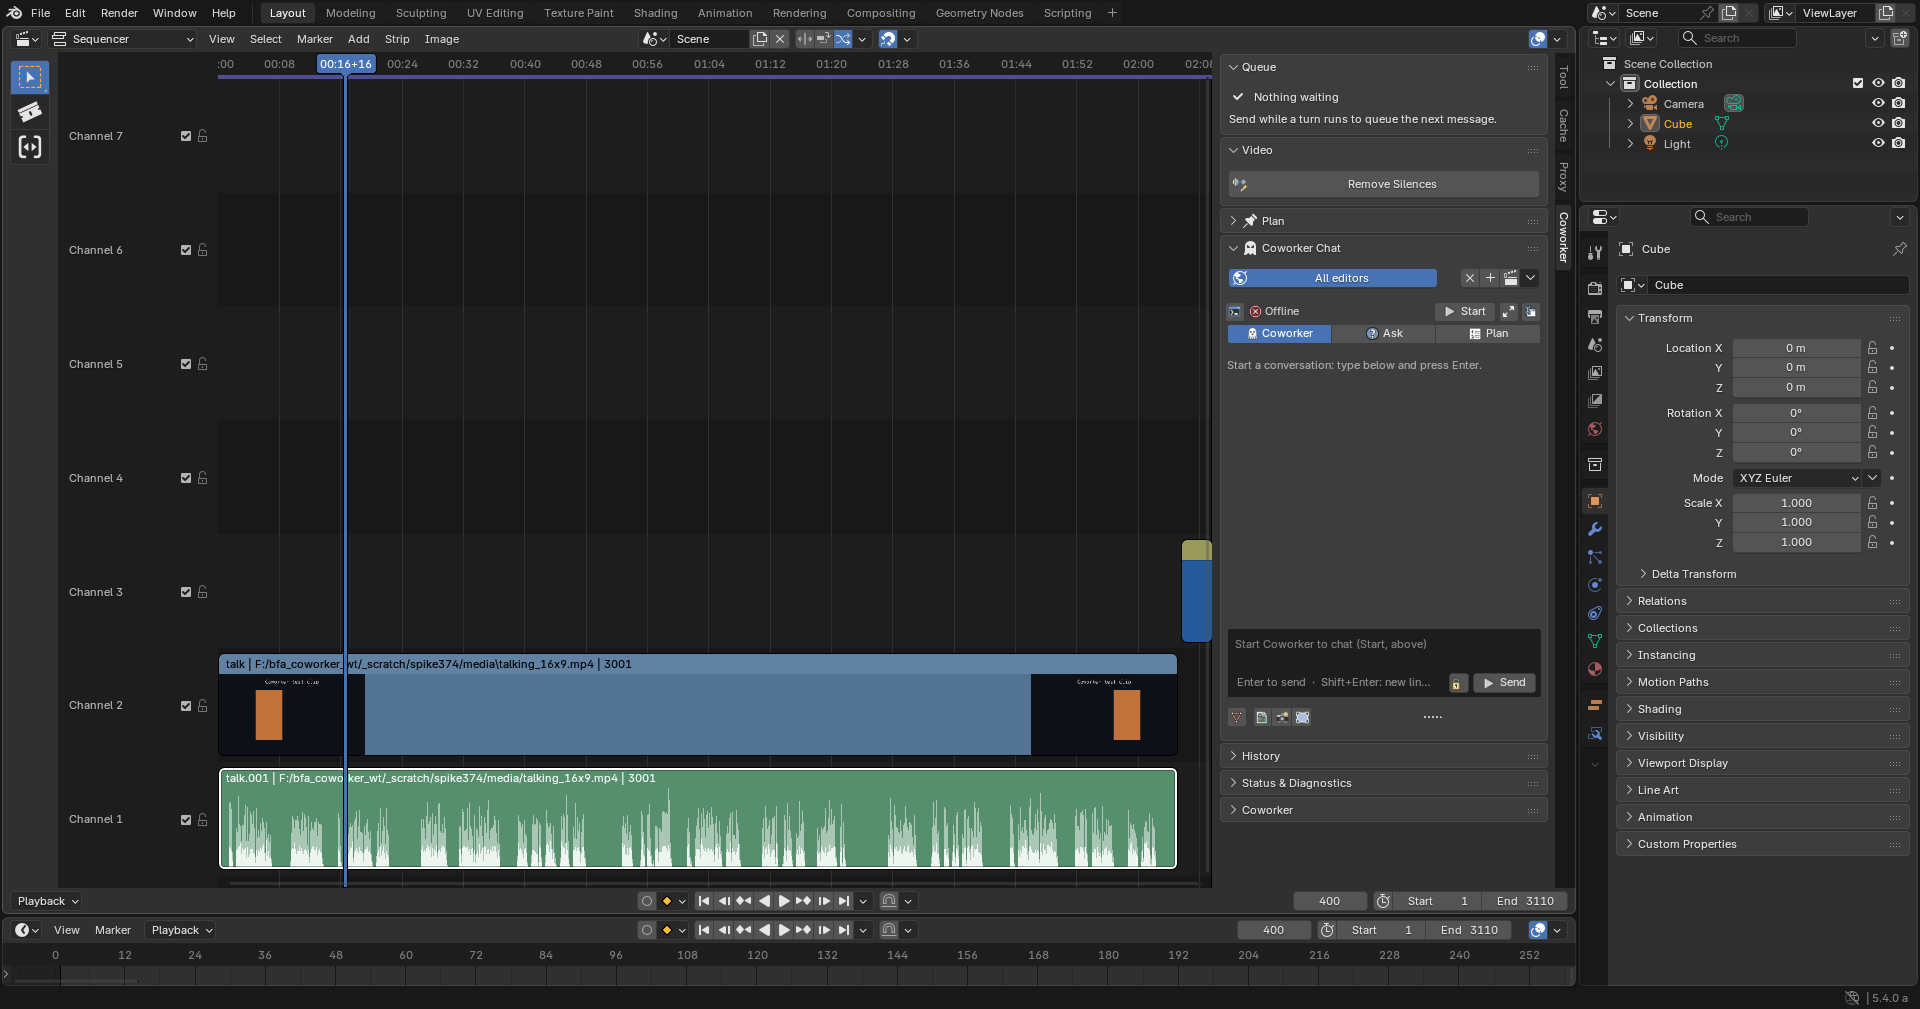 File Edit Render Window Help Layout Modeling Sculpting UV Editing Texture Paint Shading Animation Rendering Compositing Geometry Nodes Scripting + Scene ViewLayer
Sequencer View Select Marker Add Strip Image Scene Search
:00 00:08 00:16+16 00:24 00:32 00:40 00:48 00:56 01:04 01:12 01:20 01:28 01:36 01:44 01:52 02:00 02:08
Channel 7
Channel 6
Channel 5
Channel 4
Channel 3
Channel 2
Channel 1
talk | F:/bfa_coworker_wt/_scratch/spike374/media\talking_16x9.mp4 | 3001
Coworker test clip
Coworker test clip
talk.001 | F:/bfa_coworker_wt/_scratch/spike374/media/talking_16x9.mp4 | 3001
Queue
Nothing waiting
Send while a turn runs to queue the next message.
Video
Remove Silences
Plan
Coworker Chat
All editors
Offline Start
Coworker Ask Plan
Start a conversation: type below and press Enter.
Start Coworker to chat (Start, above)
Enter to send · Shift+Enter: new lin... Send
History
Status & Diagnostics
Coworker
Tool
Cache
Proxy
Coworker
Scene Collection
Collection
Camera
Cube
Light
Search
Cube
Cube
Transform
Location X 0 m
Y 0 m
Z 0 m
Rotation X 0°
Y 0°
Z 0°
Mode XYZ Euler
Scale X 1.000
Y 1.000
Z 1.000
Delta Transform
Relations
Collections
Instancing
Motion Paths
Shading
Visibility
Viewport Display
Line Art
Animation
Custom Properties
Playback 400 Start 1 End 3110
View Marker Playback 400 Start 1 End 3110
0 12 24 36 48 60 72 84 96 108 120 132 144 156 168 180 192 204 216 228 240 252
5.4.0 a